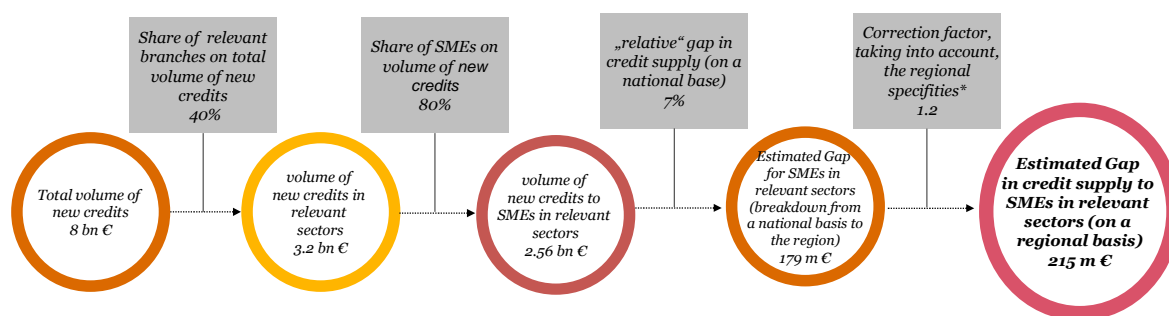 Share of relevant
branches on total
volume of new
credits
40%
Share of SMEs on
volume of new
credits
80%
„relative“ gap in
credit supply (on a
national base)
7%
Correction factor,
taking into account,
the regional
specifities*
1.2
Total volume of
new credits
8 bn €
volume of
new credits in
relevant
sectors
3.2 bn €
volume of
new credits to
SMEs in relevant
sectors
2.56 bn €
Estimated Gap
for SMEs in
relevant sectors
(breakdown from
a national basis to
the region)
179 m €
Estimated Gap
in credit supply to
SMEs in relevant
sectors (on a
regional basis)
215 m €